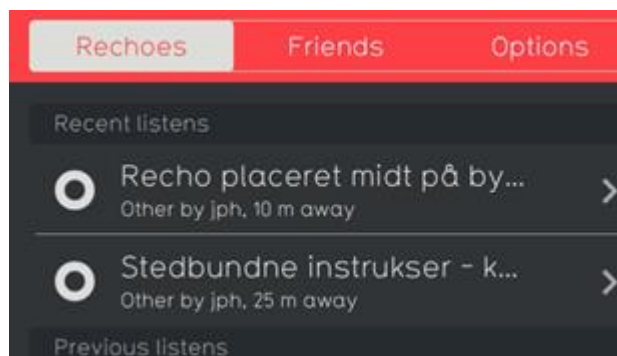 Rechoes Friends Options
Recent listens
Recho placeret midt på by...
Other by jph, 10 m away
Stedbundne instrukser - k...
Other by jph, 25 m away
Previous listens